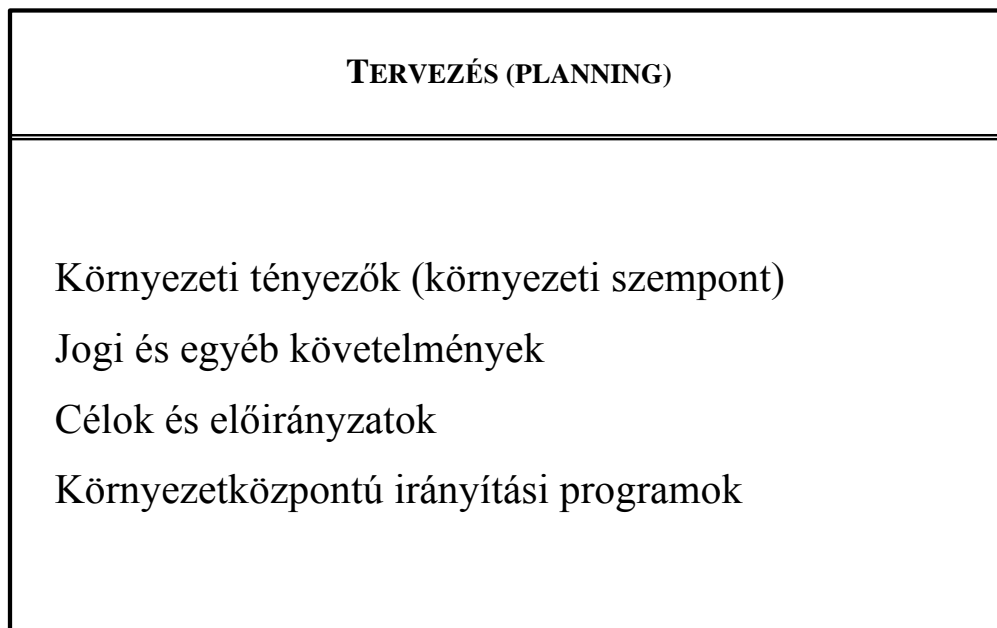 TERVEZÉS (PLANNING)
Környezeti tényezők (környezeti szempont)
Jogi és egyéb követelmények
Célok és előirányzatok
Környezetközpontú irányítási programok